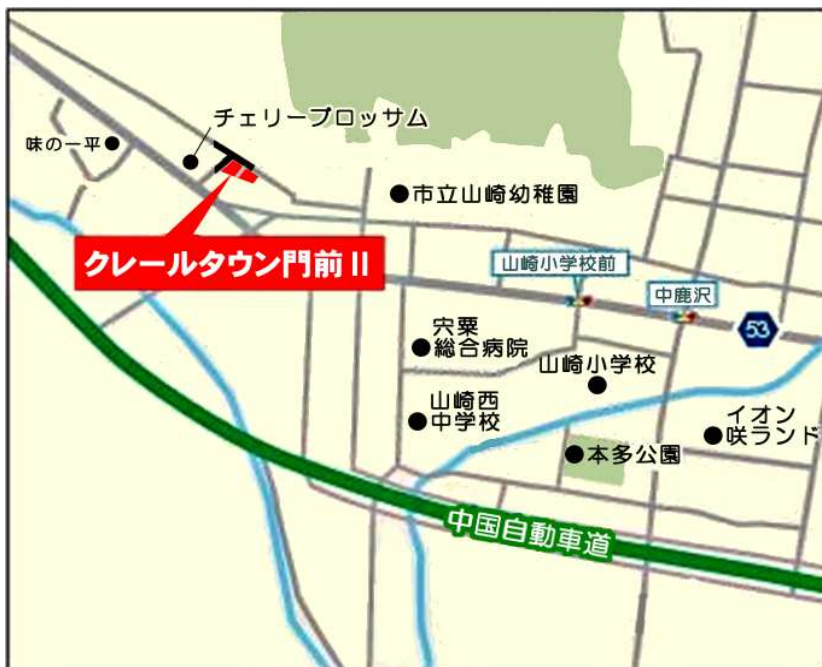 チェリーブロッサム
味の一平
市立山崎幼稚園
クレールタウン門前Ⅱ
山崎小学校前
中鹿沢
53
宍粟
総合病院
山崎小学校
山崎西
中学校
イオン
咲ランド
本多公園
中国自動車道